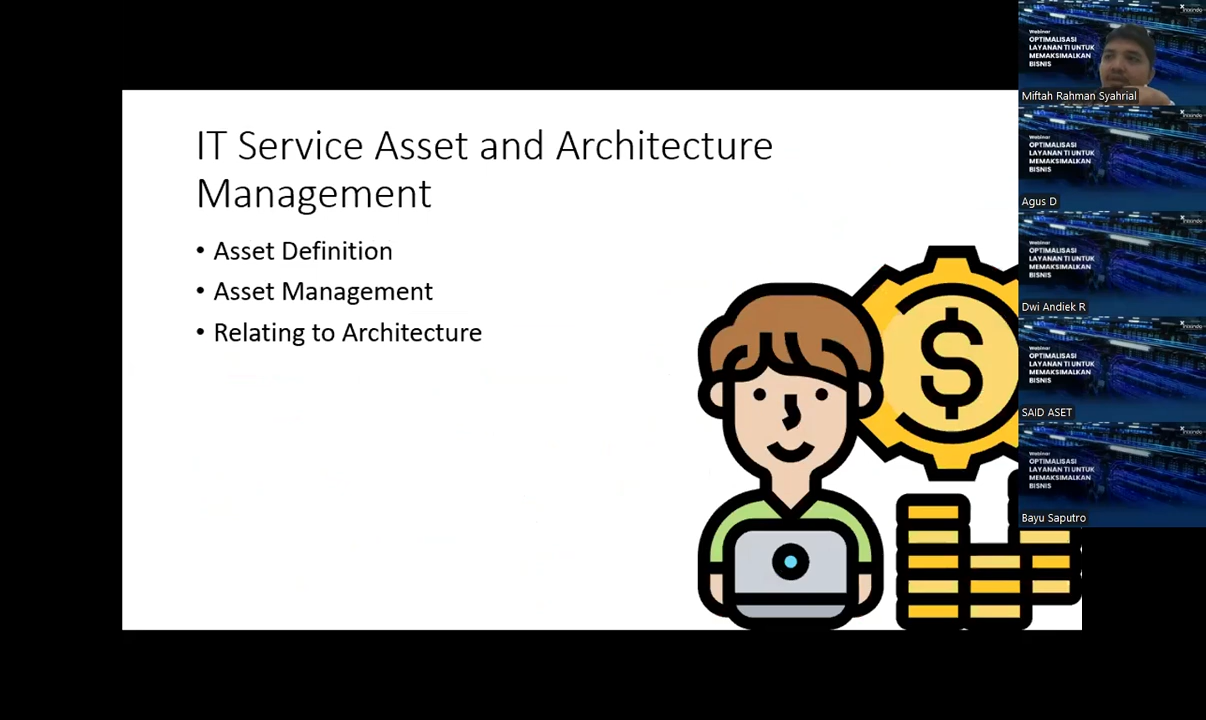 IT Service Asset and Architecture
Management
• Asset Definition
• Asset Management
• Relating to Architecture
Webinar
OPTIMALISASI
LAYANAN TI UNTUK
MEMAKSIMALKAN
BISNIS
Miftah Rahman Syahrial
Webinar
OPTIMALISASI
LAYANAN TI UNTUK
MEMAKSIMALKAN
BISNIS
Agus D
Webinar
OPTIMALISASI
LAYANAN TI UNTUK
MEMAKSIMALKAN
BISNIS
Dwi Andiek R
Webinar
OPTIMALISASI
LAYANAN TI UNTUK
MEMAKSIMALKAN
BISNIS
SAID ASET
Webinar
OPTIMALISASI
LAYANAN TI UNTUK
MEMAKSIMALKAN
BISNIS
Bayu Saputro
$